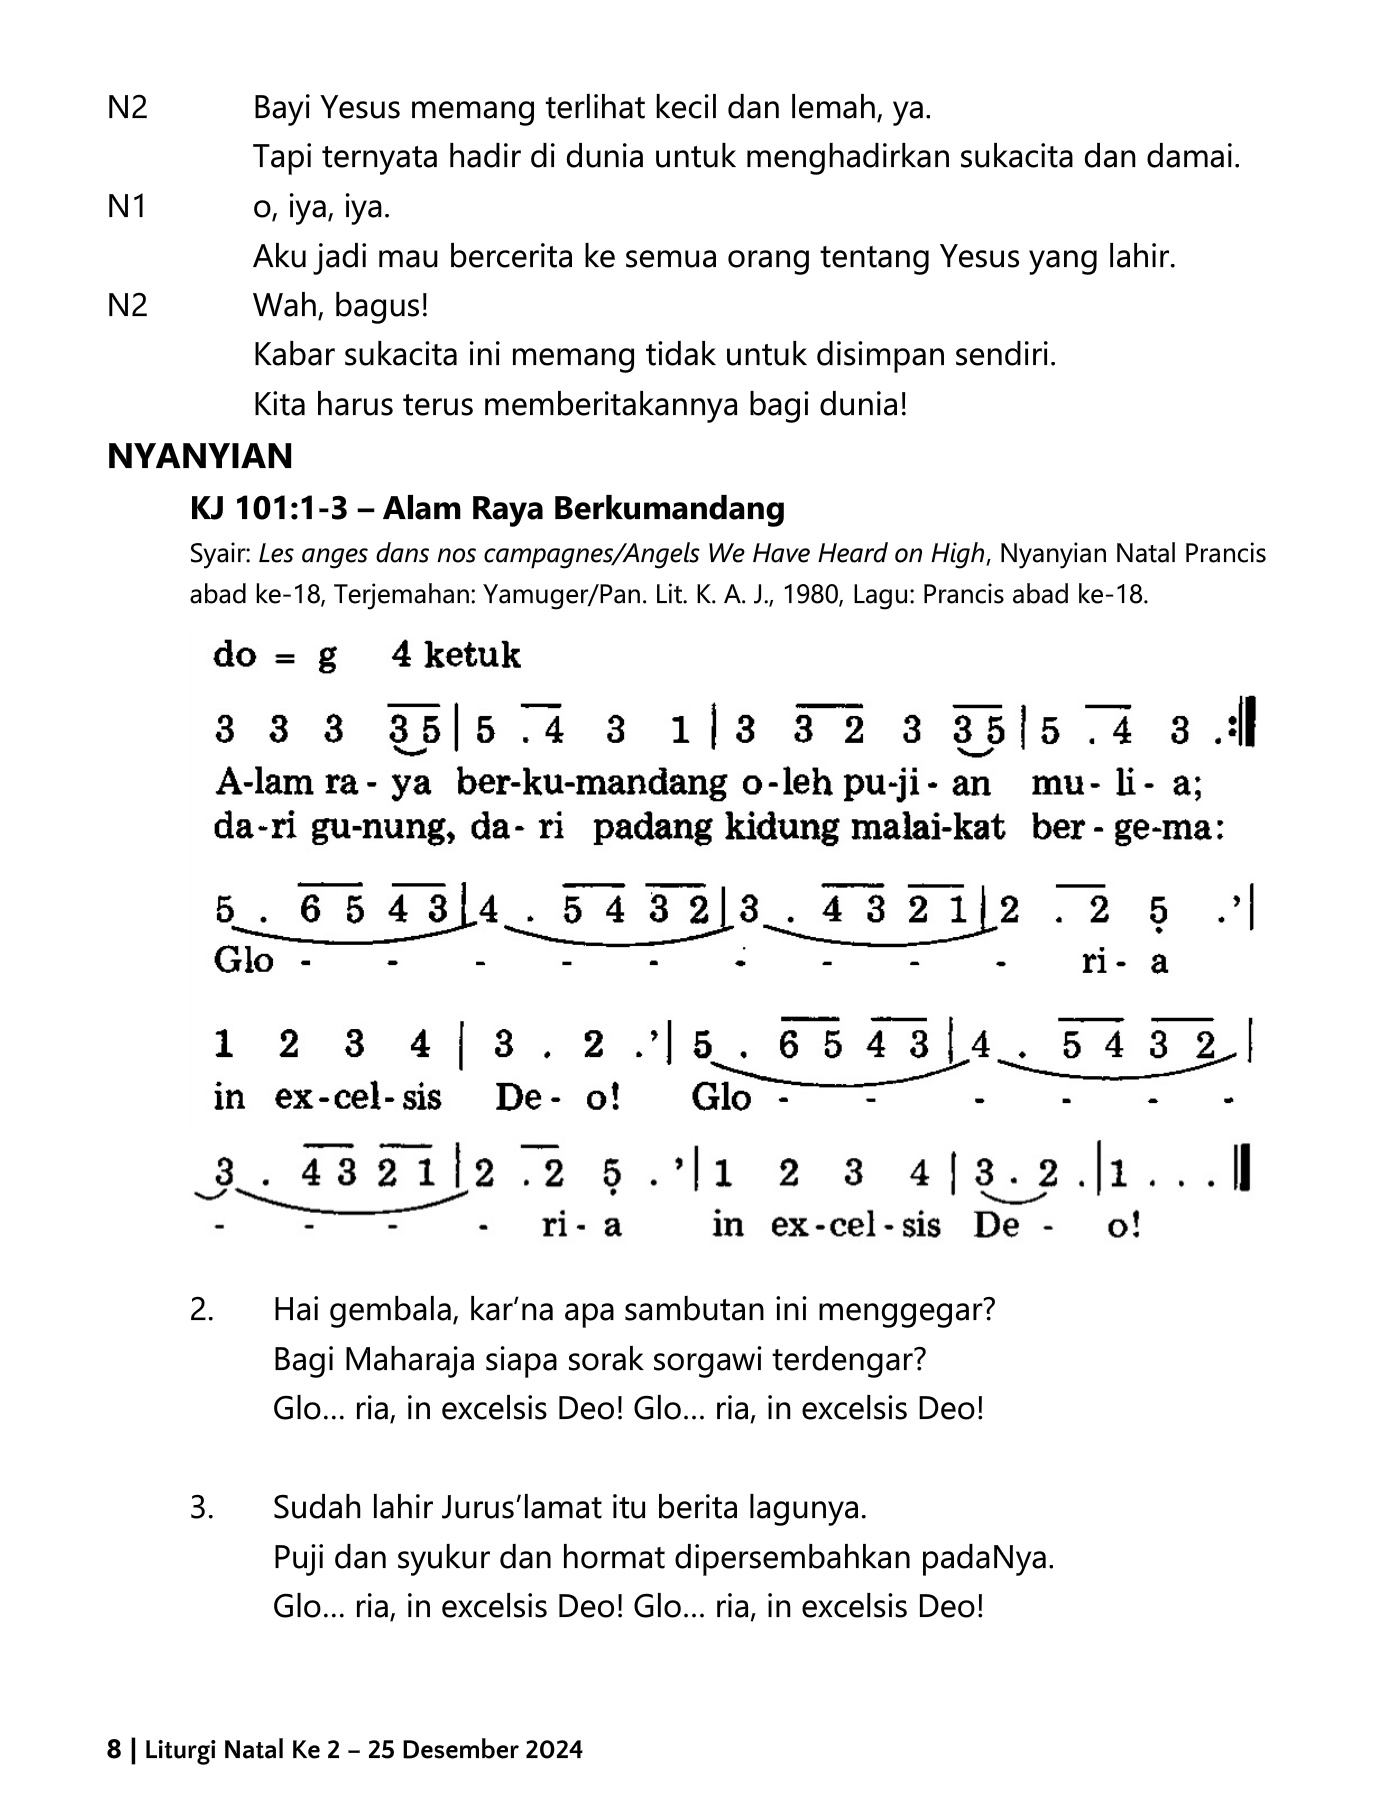 N2 Bayi Yesus memang terlihat kecil dan lemah, ya.
Tapi ternyata hadir di dunia untuk menghadirkan sukacita dan damai.
N1 o, iya, iya.
Aku jadi mau bercerita ke semua orang tentang Yesus yang lahir.
N2 Wah, bagus!
Kabar sukacita ini memang tidak untuk disimpan sendiri.
Kita harus terus memberitakannya bagi dunia!
NYANYIAN
KJ 101:1-3 – Alam Raya Berkumandang
Syair: Les anges dans nos campagnes/Angels We Have Heard on High, Nyanyian Natal Prancis
abad ke-18, Terjemahan: Yamuger/Pan. Lit. K. A. J., 1980, Lagu: Prancis abad ke-18.
do = g 4 ketuk
3 3 3 3 5 | 5 . 4 3 1 | 3 3 2 3 3 5 | 5 . 4 3 . :||
A-lam ra - ya ber-ku-mandang o-leh pu-ji - an mu- li - a;
da-ri gu-nung, da- ri padang kidung malai-kat ber - ge-ma:
5 . 6 5 4 3 | 4 . 5 4 3 2 | 3 . 4 3 2 1 | 2 . 2 5̣ . ’ |
Glo - - - - - - - - - ri - a
1 2 3 4 | 3 . 2 . ’ | 5 . 6 5 4 3 | 4 . 5 4 3 2 . |
in ex-cel-sis De - o! Glo - - - - - -
3 . 4 3 2 1 | 2 . 2 5̣ . ’ | 1 2 3 4 | 3 . 2 . | 1 . . . ||
- - - - ri - a in ex-cel-sis De - o!
2. Hai gembala, kar’na apa sambutan ini menggegar?
Bagi Maharaja siapa sorak sorgawi terdengar?
Glo… ria, in excelsis Deo! Glo… ria, in excelsis Deo!
3. Sudah lahir Jurus’lamat itu berita lagunya.
Puji dan syukur dan hormat dipersembahkan padaNya.
Glo… ria, in excelsis Deo! Glo… ria, in excelsis Deo!
8 | Liturgi Natal Ke 2 – 25 Desember 2024